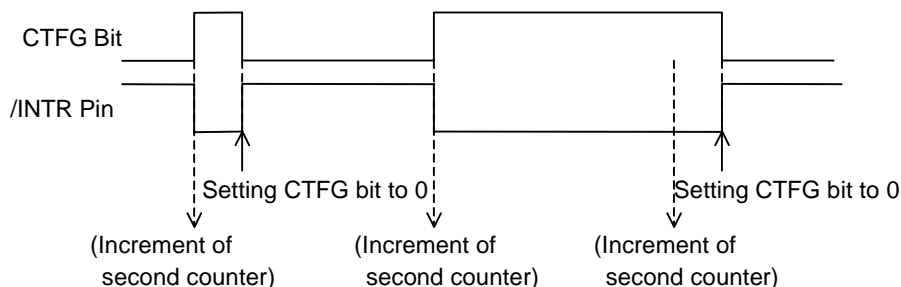 CTFG Bit
/INTR Pin
Setting CTFG bit to 0
Setting CTFG bit to 0
(Increment of
second counter)
(Increment of
second counter)
(Increment of
second counter)